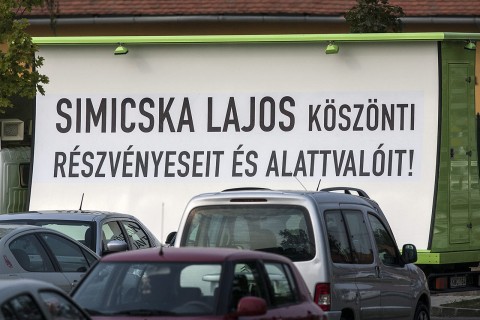 SIMICSKA LAJOS KÖSZÖNTI
RÉSZVÉNYESEIT ÉS ALATTVALÓIT!